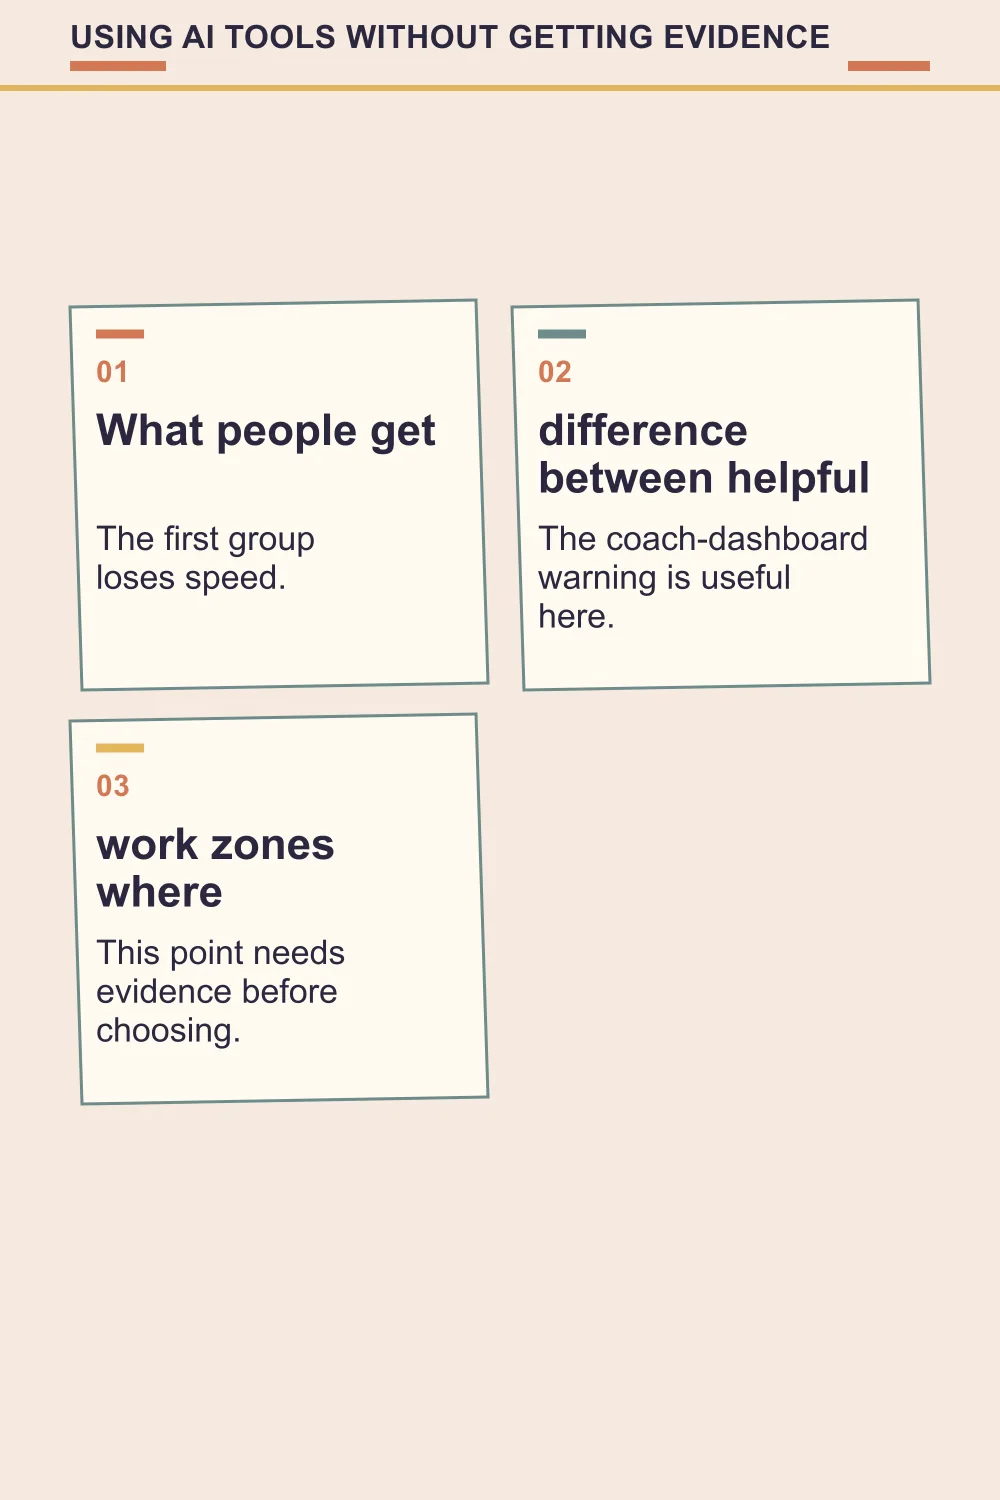 USING AI TOOLS WITHOUT GETTING EVIDENCE
01
What people get
The first group
loses speed.
02
difference
between helpful
The coach-dashboard
warning is useful
here.
03
work zones
where
This point needs
evidence before
choosing.